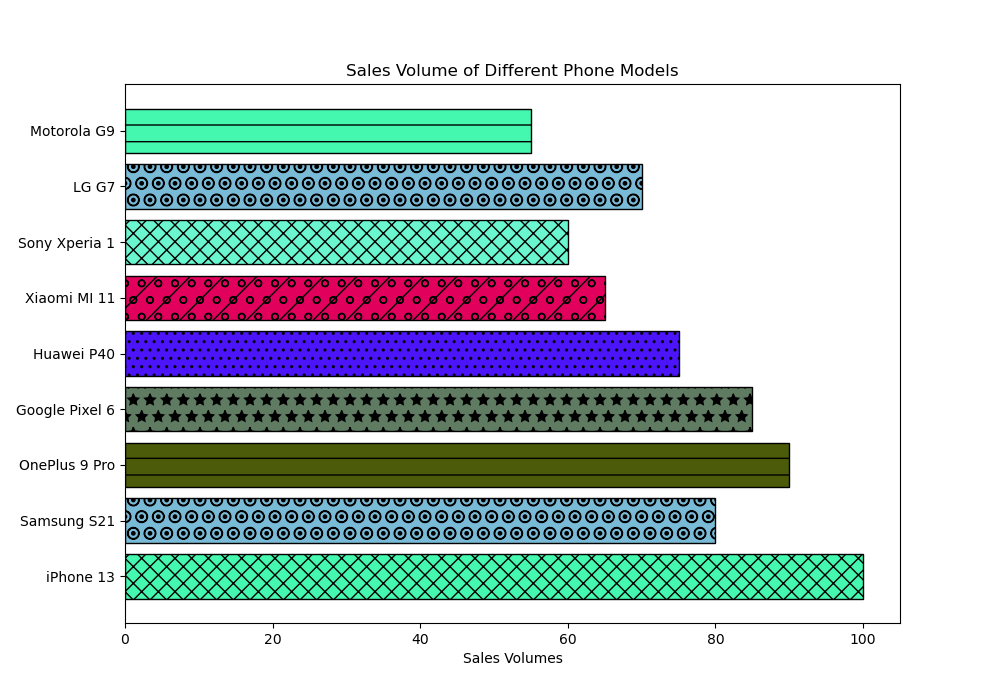 Sales Volume of Different Phone Models
Motorola G9
LG G7
Sony Xperia 1
Xiaomi MI 11
Huawei P40
Google Pixel 6
OnePlus 9 Pro
Samsung S21
iPhone 13
0 20 40 60 80 100
Sales Volumes